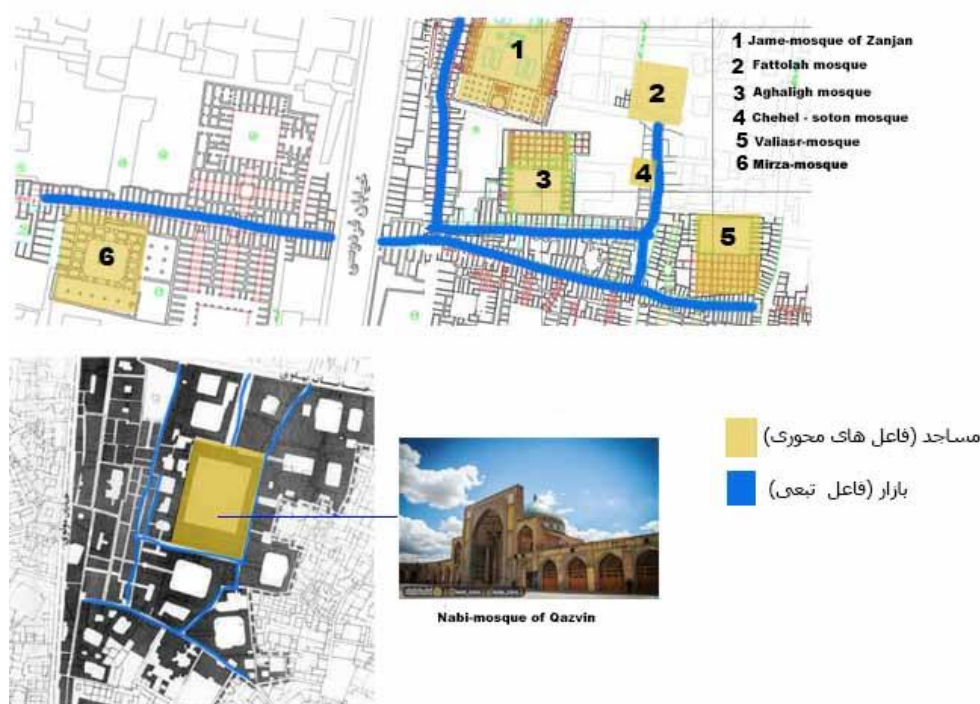 1 Jame-mosque of Zanjan
2 Fattolah mosque
3 Aghaligh mosque
4 Chehel - soton mosque
5 Valiasr-mosque
6 Mirza-mosque
1
2
3
4
5
6
مساجد (فاعل های محوری)
بازار (فاعل تبعی)
Nabi-mosque of Qazvin